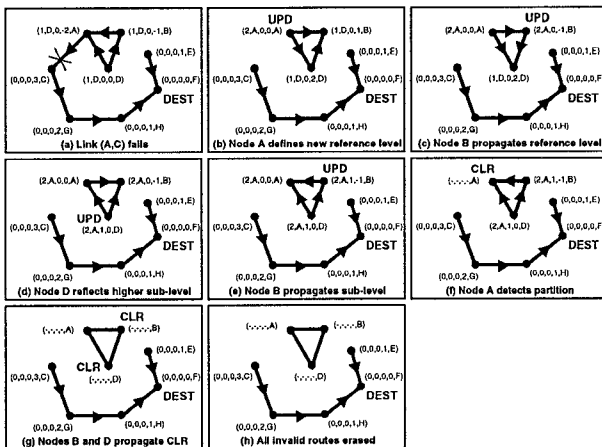 (1,D,0,-2,A) (1,D,0,-1,B)
(0,0,0,1,E)
(0,0,0,3,C) (1,D,0,0,D) (0,0,0,0,F)
DEST
(0,0,0,2,G) (0,0,0,1,H)
(a) Link (A,C) fails
UPD
(2,A,0,0,A) (1,D,0,1,B)
(0,0,0,1,E)
(0,0,0,3,C) (1,D,0,2,D) (0,0,0,0,F)
DEST
(0,0,0,2,G) (0,0,0,1,H)
(b) Node A defines new reference level
UPD
(2,A,0,0,A) (2,A,0,-1,B)
(0,0,0,1,E)
(0,0,0,3,C) (1,D,0,2,D) (0,0,0,0,F)
DEST
(0,0,0,2,G) (0,0,0,1,H)
(c) Node B propagates reference level
(2,A,0,0,A) (2,A,0,-1,B)
(0,0,0,1,E)
UPD
(0,0,0,3,C) (2,A,1,0,D) (0,0,0,0,F)
DEST
(0,0,0,2,G) (0,0,0,1,H)
(d) Node D reflects higher sub-level
UPD
(2,A,0,0,A) (2,A,1,-1,B)
(0,0,0,1,E)
(0,0,0,3,C) (2,A,1,0,D) (0,0,0,0,F)
DEST
(0,0,0,2,G) (0,0,0,1,H)
(e) Node B propagates sub-level
CLR
(-,-,-,-,A) (2,A,1,-1,B)
(0,0,0,1,E)
(0,0,0,3,C) (2,A,1,0,D) (0,0,0,0,F)
DEST
(0,0,0,2,G) (0,0,0,1,H)
(f) Node A detects partition
CLR
(-,-,-,-,A) (-,-,-,-,B)
(0,0,0,1,E)
CLR
(0,0,0,3,C) (-,-,-,-,D) (0,0,0,0,F)
DEST
(0,0,0,2,G) (0,0,0,1,H)
(g) Nodes B and D propagate CLR
(-,-,-,-,A) (-,-,-,-,B)
(0,0,0,1,E)
(0,0,0,3,C) (-,-,-,-,D) (0,0,0,0,F)
DEST
(0,0,0,2,G) (0,0,0,1,H)
(h) All invalid routes erased